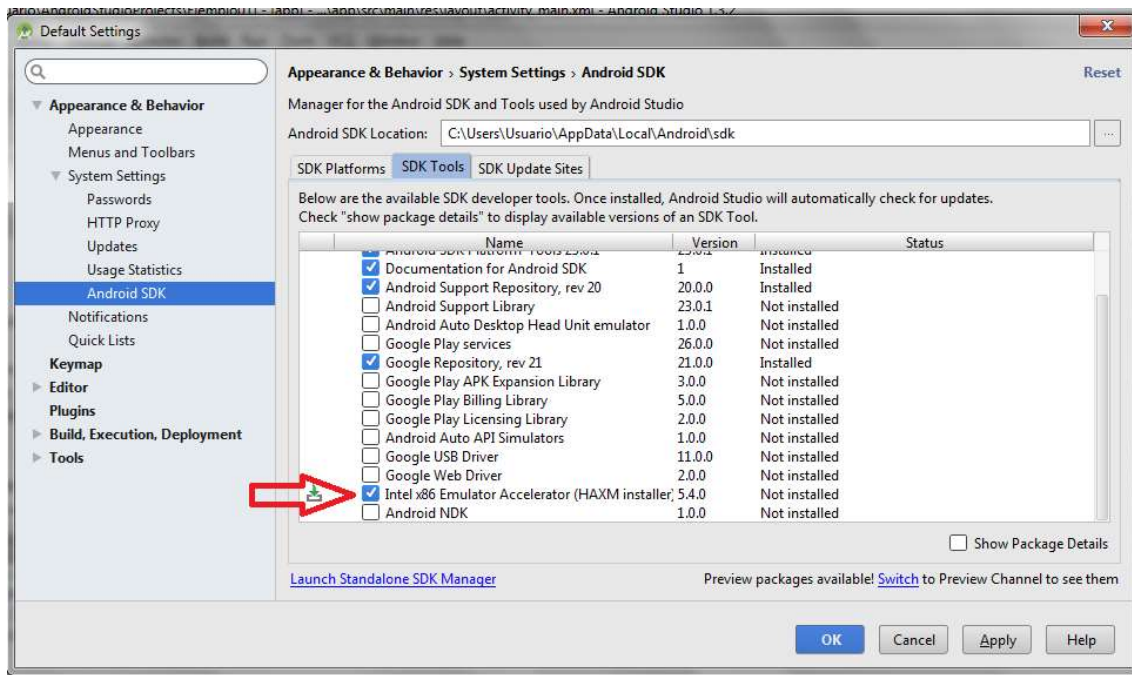 Default Settings
Appearance & Behavior › System Settings › Android SDK
Reset
Manager for the Android SDK and Tools used by Android Studio
Android SDK Location: C:\Users\Usuario\AppData\Local\Android\sdk ...
Appearance & Behavior
Appearance
Menus and Toolbars
System Settings
Passwords
HTTP Proxy
Updates
Usage Statistics
Android SDK
Notifications
Quick Lists
Keymap
Editor
Plugins
Build, Execution, Deployment
Tools
SDK Platforms SDK Tools SDK Update Sites
Below are the available SDK developer tools. Once installed, Android Studio will automatically check for updates.
Check "show package details" to display available versions of an SDK Tool.
Name Version Status
Documentation for Android SDK 1 Installed
Android Support Repository, rev 20 20.0.0 Installed
Android Support Library 23.0.1 Not installed
Android Auto Desktop Head Unit emulator 1.0.0 Not installed
Google Play services 26.0.0 Not installed
Google Repository, rev 21 21.0.0 Installed
Google Play APK Expansion Library 3.0.0 Not installed
Google Play Billing Library 5.0.0 Not installed
Google Play Licensing Library 2.0.0 Not installed
Android Auto API Simulators 1.0.0 Not installed
Google USB Driver 11.0.0 Not installed
Google Web Driver 2.0.0 Not installed
Intel x86 Emulator Accelerator (HAXM installer) 5.4.0 Not installed
Android NDK 1.0.0 Not installed
Show Package Details
Launch Standalone SDK Manager
Preview packages available! Switch to Preview Channel to see them
OK Cancel Apply Help